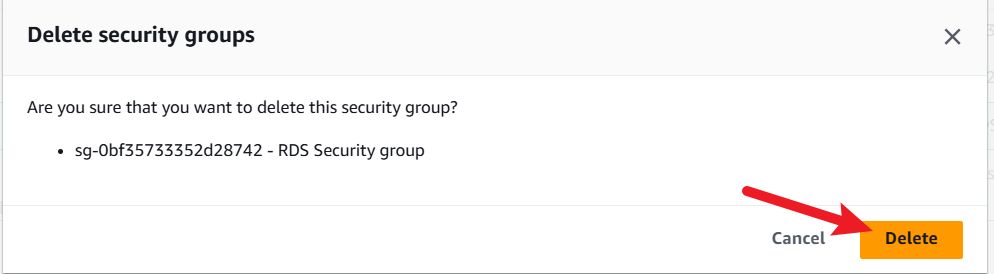 Delete security groups
Are you sure that you want to delete this security group?
• sg-0bf35733352d28742 - RDS Security group
Cancel Delete